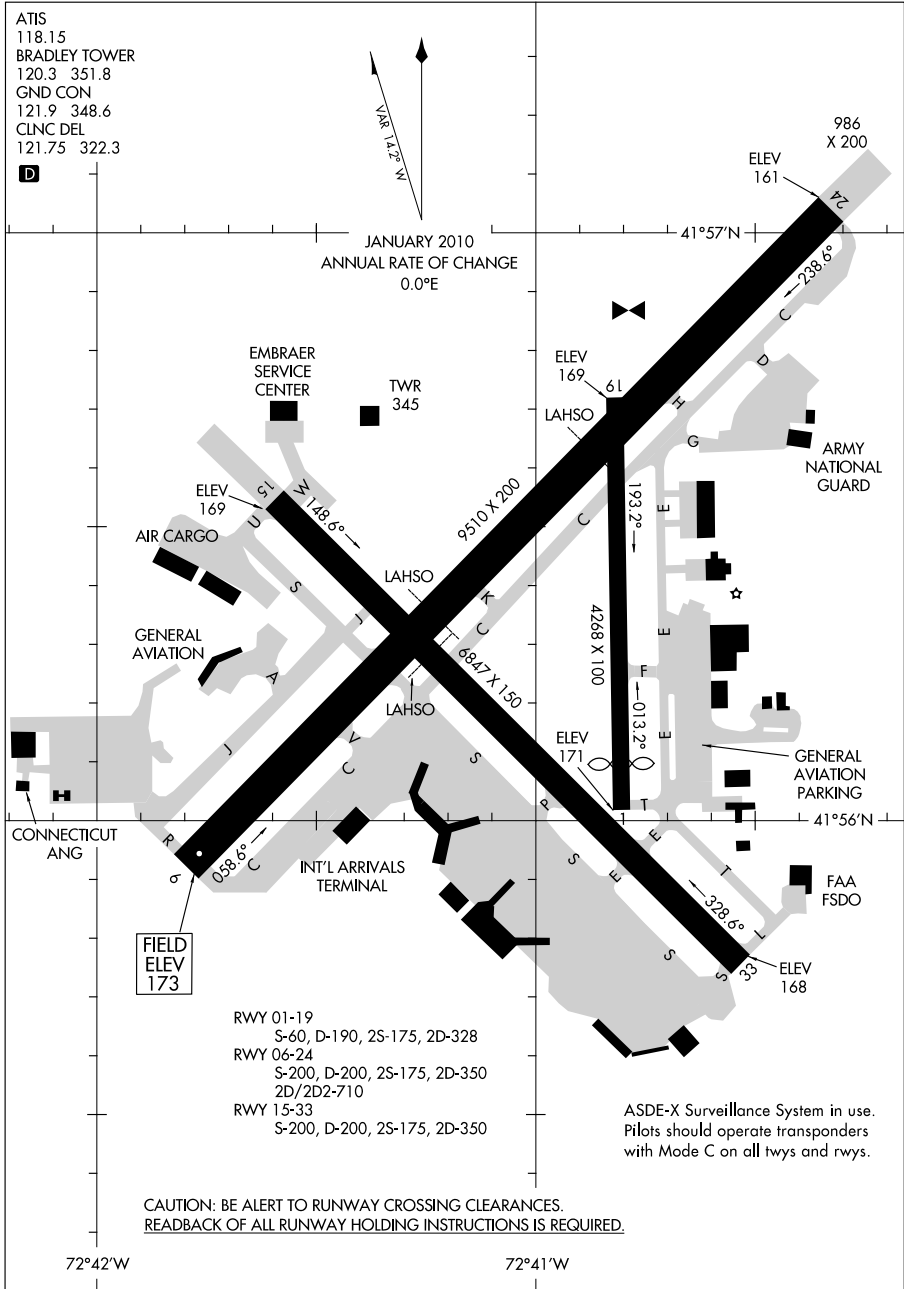 ATIS
118.15
BRADLEY TOWER
120.3 351.8
GND CON
121.9 348.6
CLNC DEL
121.75 322.3
D
VAR 14.2° W
JANUARY 2010
ANNUAL RATE OF CHANGE
0.0°E
986
X 200
ELEV
161
24
41°57'N
238.6°
C
D
EMBRAER
SERVICE
CENTER
TWR
345
ELEV
169
19
LAHSO
H
G
ARMY
NATIONAL
GUARD
ELEV
169
15
W
U
148.6°
9510 X 200
C
193.2°
E
AIR CARGO
S
J
LAHSO
K
C
4268 X 100
E
GENERAL
AVIATION
A
6847 X 150
F
LAHSO
013.2°
J
V
C
S
E
ELEV
171
GENERAL
AVIATION
PARKING
P
T
E
41°56'N
CONNECTICUT
ANG
R
6
058.6°
C
INT'L ARRIVALS
TERMINAL
S
E
T
328.6°
FAA
FSDO
L
S
S
33
ELEV
168
FIELD
ELEV
173
RWY 01-19
S-60, D-190, 2S-175, 2D-328
RWY 06-24
S-200, D-200, 2S-175, 2D-350
2D/2D2-710
RWY 15-33
S-200, D-200, 2S-175, 2D-350
ASDE-X Surveillance System in use.
Pilots should operate transponders
with Mode C on all twys and rwys.
CAUTION: BE ALERT TO RUNWAY CROSSING CLEARANCES.
READBACK OF ALL RUNWAY HOLDING INSTRUCTIONS IS REQUIRED.
72°42'W
72°41'W